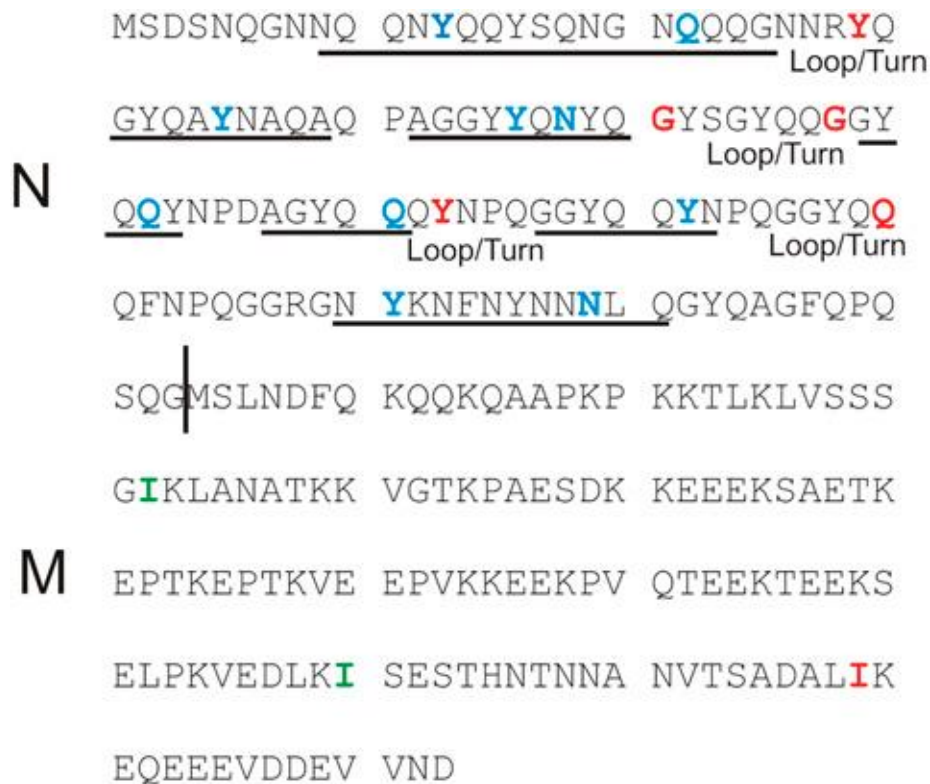 MSDSNQGNNQ QNYQQYSQNG NQQQGNNRYQ
Loop/Turn
GYQAYNAQAQ PAGGYYQNYQ GYSGYQQGGY
Loop/Turn
N
QQYNPDAGYQ QQYNPQGGYQ QYNPQGGYQQ
Loop/Turn Loop/Turn
QFNPQGGRGN YKNFNYNNNL QGYQAGFQPQ
SQGMSLNDFQ KQQKQAAPKP KKTLKLVSSS
GIKLANATKK VGTKPAESDK KEEEKSAETK
M
EPTKEPTKVE EPVKKEEKPV QTEEKTEEKS
ELPKVEDLKI SESTHNTNNA NVTSADALIK
EQEEEVDDEV VND